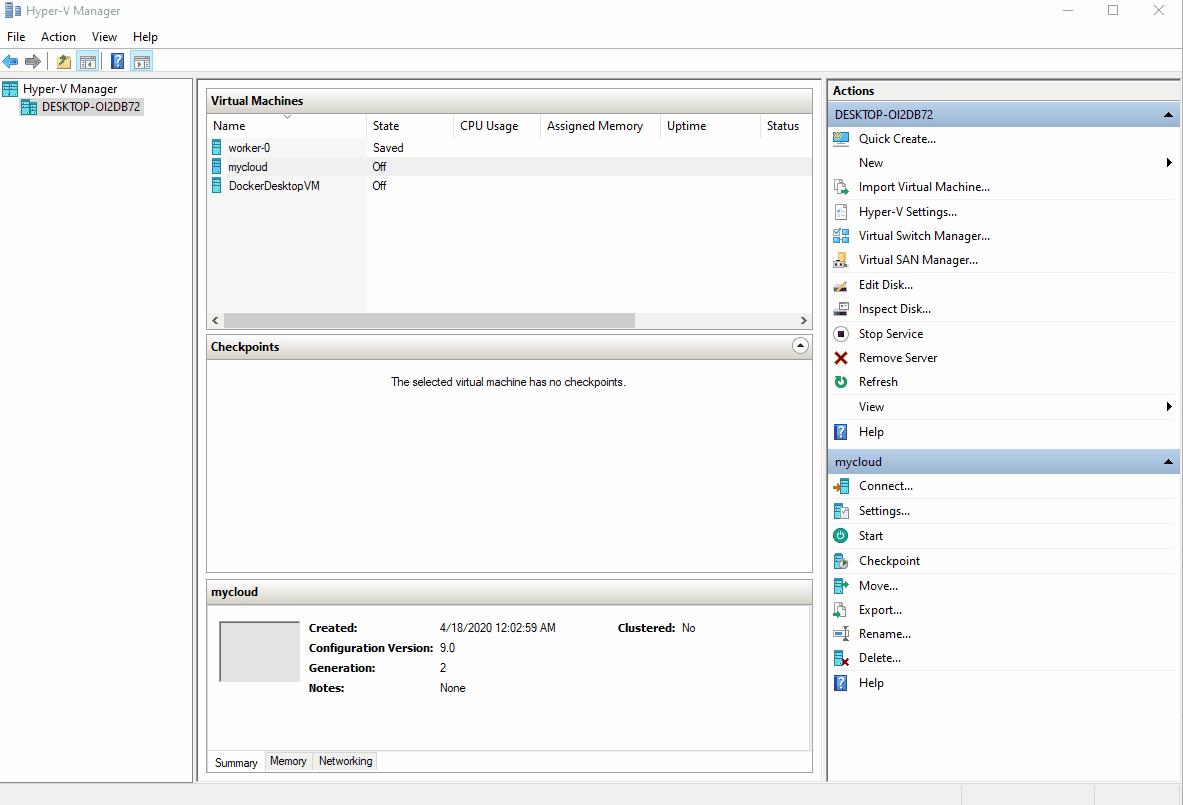 Hyper-V Manager
File Action View Help
Hyper-V Manager
DESKTOP-OI2DB72
Virtual Machines
Name State CPU Usage Assigned Memory Uptime Status
worker-0 Saved
mycloud Off
DockerDesktopVM Off
Checkpoints
The selected virtual machine has no checkpoints.
mycloud
Created: 4/18/2020 12:02:59 AM Clustered: No
Configuration Version: 9.0
Generation: 2
Notes: None
Summary Memory Networking
Actions
DESKTOP-OI2DB72
Quick Create...
New
Import Virtual Machine...
Hyper-V Settings...
Virtual Switch Manager...
Virtual SAN Manager...
Edit Disk...
Inspect Disk...
Stop Service
Remove Server
Refresh
View
Help
mycloud
Connect...
Settings...
Start
Checkpoint
Move...
Export...
Rename...
Delete...
Help